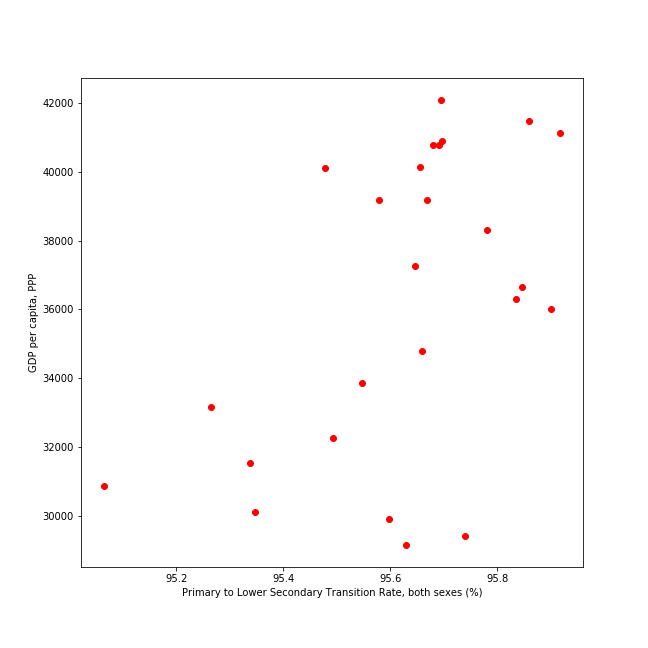 42000
40000
38000
36000
34000
32000
30000
GDP per capita, PPP
95.2 95.4 95.6 95.8
Primary to Lower Secondary Transition Rate, both sexes (%)